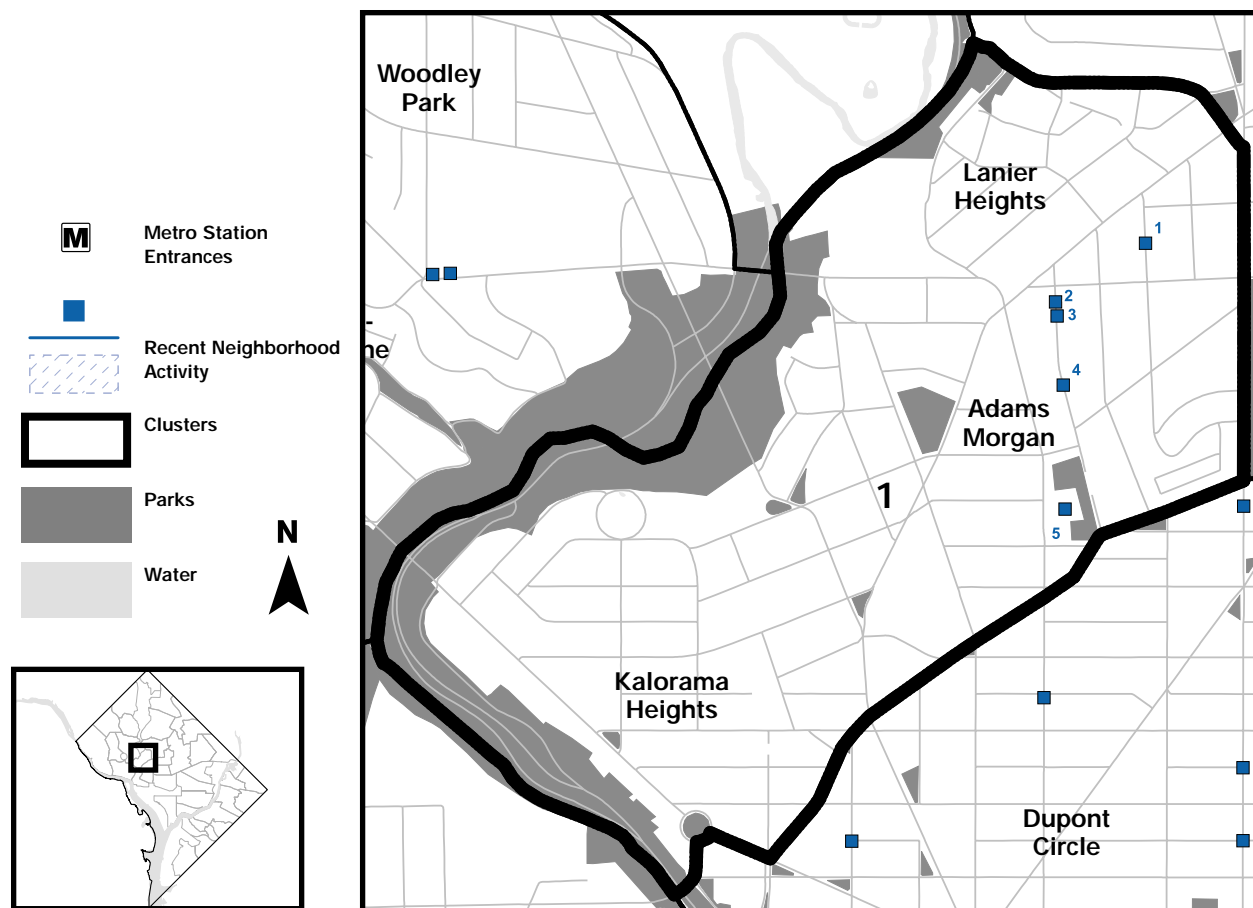 Woodley
Park
Lanier
Heights
M
Metro Station
Entrances
1
2
3
-
ne
Recent Neighborhood
Activity
4
Adams
Morgan
Clusters
1
Parks
5
N
Water
Kalorama
Heights
Dupont
Circle